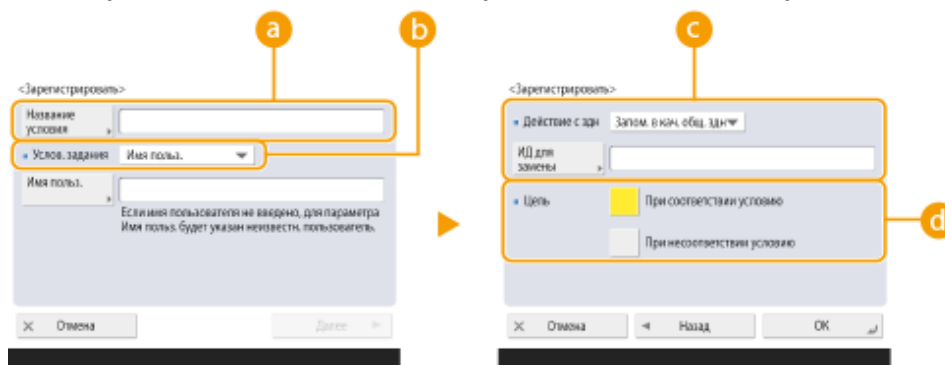 a
b
c
<Зарегистрировать>
Название
условия
Услов. задания
Имя польз.
Имя польз.
Если имя пользователя не введено, для параметра
Имя польз. будет указан неизвестн. пользователь.
Отмена
Далее
<Зарегистрировать>
Действие с здн
Запом. в кач. общ. здн
ИД для
замены
Цель
При соответствии условию
При несоответствии условию
d
Отмена
Назад
OK